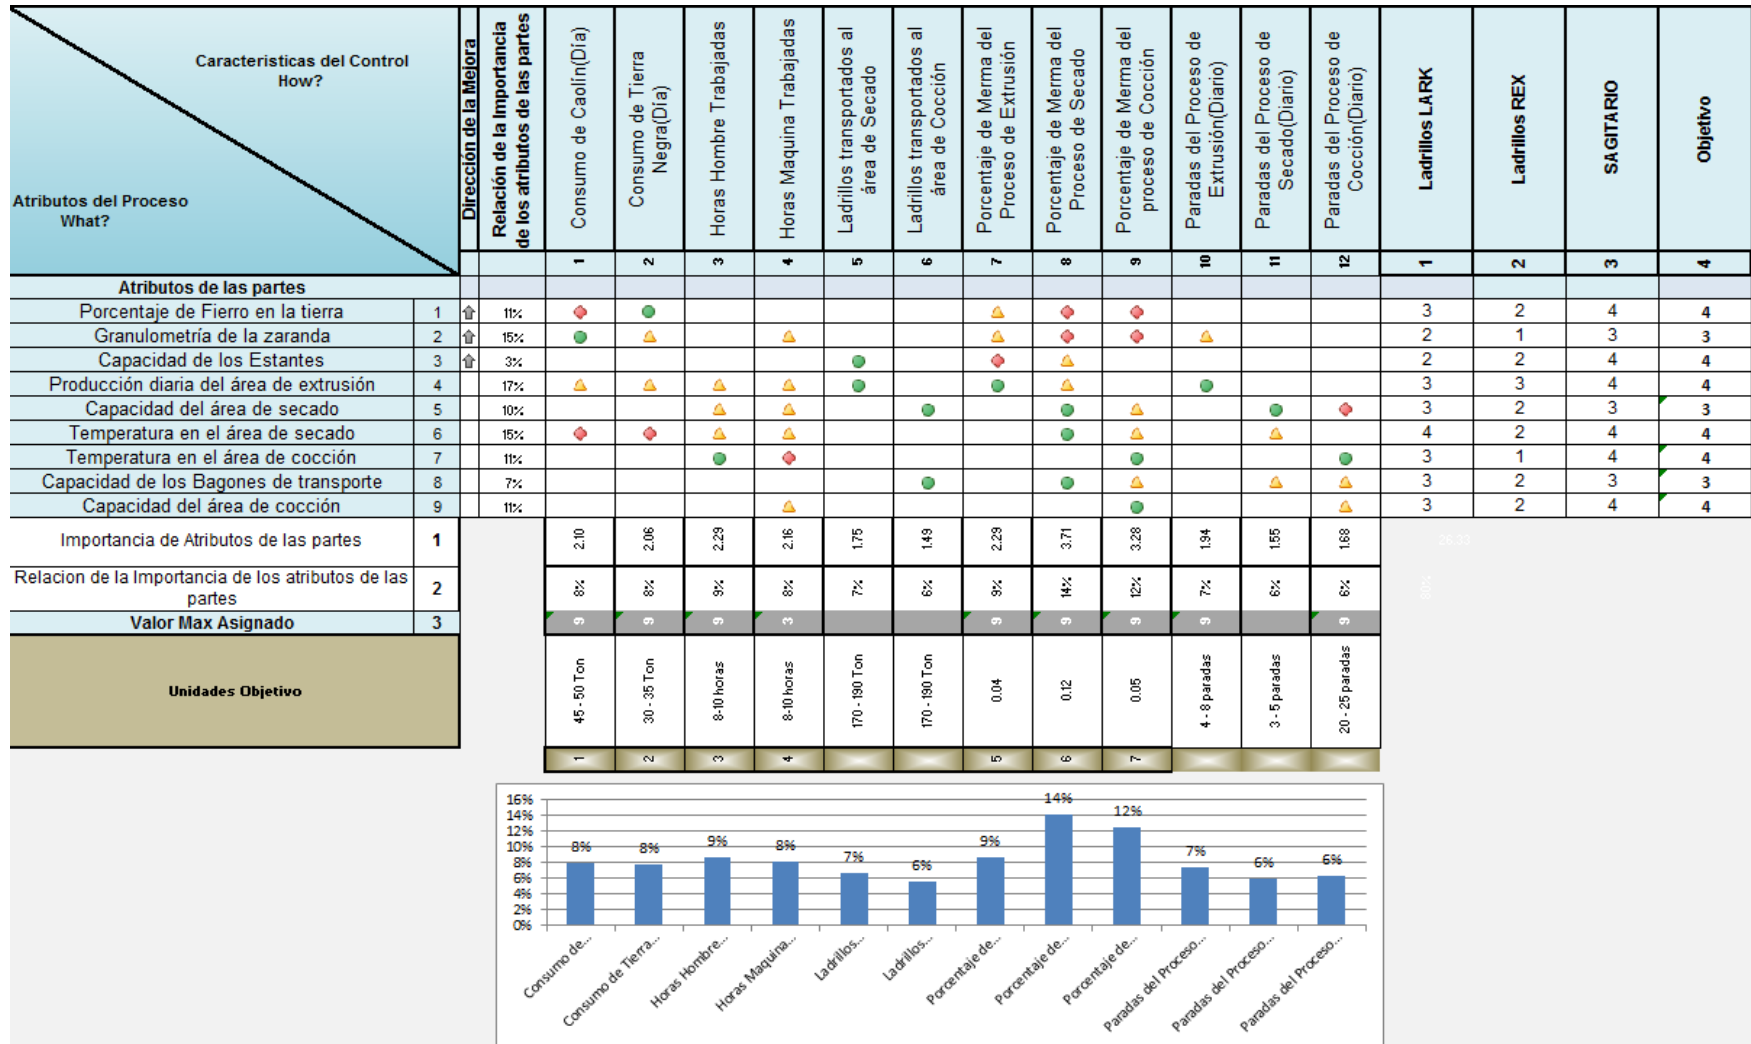 Caracteristicas del Control
How?
Atributos del Proceso
What?
Dirección de la Mejora
Relación de la Importancia
de los atributos de las partes
Consumo de Caolín(Día)
Consumo de Tierra
Negra(Día)
Horas Hombre Trabajadas
Horas Maquina Trabajadas
Ladrillos transportados al
área de Secado
Ladrillos transportados al
área de Cocción
Porcentaje de Merma del
Proceso de Extrusión
Porcentaje de Merma del
Proceso de Secado
Porcentaje de Merma del
proceso de Cocción
Paradas del Proceso de
Extrusión(Diario)
Paradas del Proceso de
Secado(Diario)
Paradas del Proceso de
Cocción(Diario)
Ladrillos LARK
Ladrillos REX
SAGITARIO
Objetivo
1 2 3 4 5 6 7 8 9 10 11 12 1 2 3 4
Atributos de las partes
Porcentaje de Fierro en la tierra 1 11% 3 2 4 4
Granulometría de la zaranda 2 15% 2 1 3 3
Capacidad de los Estantes 3 3% 2 2 4 4
Producción diaria del área de extrusión 4 17% 3 3 4 4
Capacidad del área de secado 5 10% 3 2 3 3
Temperatura en el área de secado 6 15% 4 2 4 4
Temperatura en el área de cocción 7 11% 3 1 4 4
Capacidad de los Bagones de transporte 8 7% 3 2 3 3
Capacidad del área de cocción 9 11% 3 2 4 4
Importancia de Atributos de las partes 1 2.10 2.06 2.29 2.16 1.75 1.49 2.29 3.71 3.28 1.94 1.55 1.68 26.33
Relacion de la Importancia de los atributos de las
partes 2 8% 8% 9% 8% 7% 6% 9% 14% 12% 7% 6% 6%
Valor Max Asignado 3 9 9 9 3 9 9 9 9 9
Unidades Objetivo
45 - 50 Ton
30 - 35 Ton
8-10 horas
8-10 horas
170 - 190 Ton
170 - 190 Ton
0.04
0.12
0.05
4 - 8 paradas
3 - 5 paradas
20 - 25 paradas
1 2 3 4 5 6 7
16%
14%
12%
10%
8%
6%
4%
2%
0%
8% 8% 9% 8% 7% 6% 9% 14% 12% 7% 6% 6%
Consumo de...
Consumo de Tierra...
Horas Hombre...
Horas Maquina...
Ladrillos...
Ladrillos...
Porcentaje de...
Porcentaje de...
Porcentaje de...
Paradas del Proceso...
Paradas del Proceso...
Paradas del Proceso...